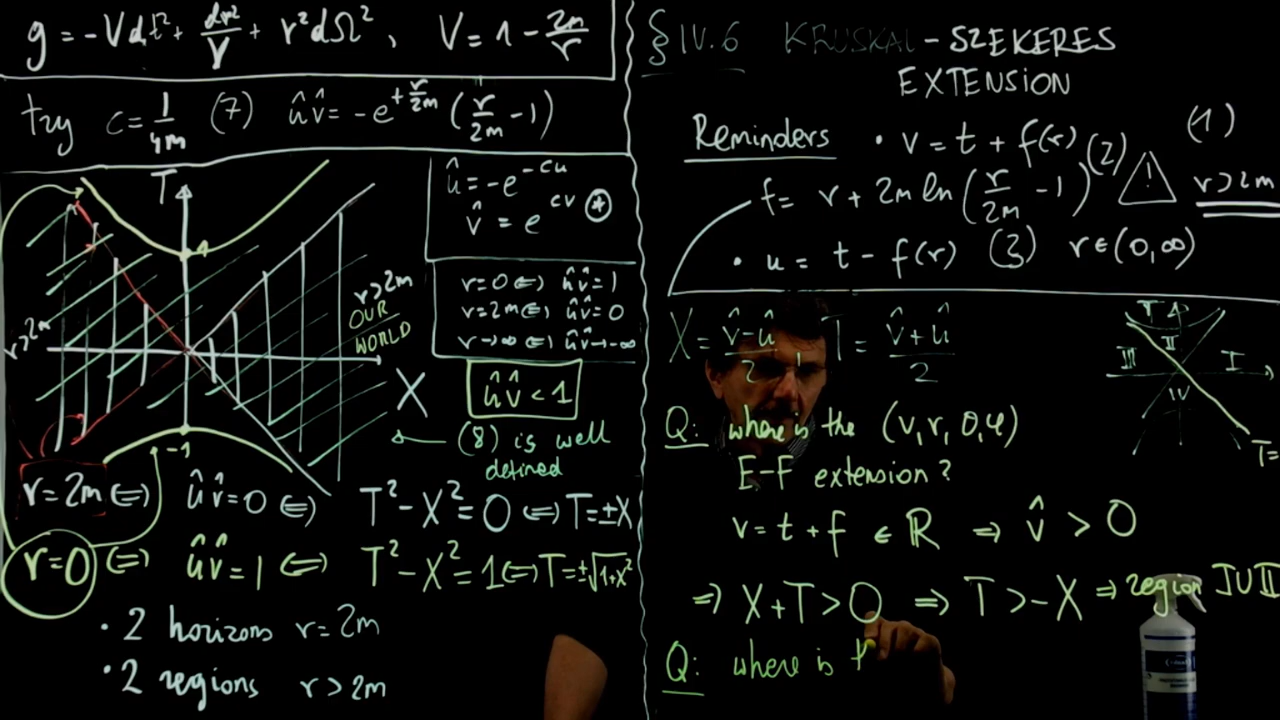 g = -Vdt² + dr²/V + r²dΩ² , V = 1 - 2m/r
try c = 1/4m (7) ûv̂ = -e^{+r/2m} (r/2m - 1)
T
1
r>2m
OUR WORLD
r>2m
X
-1
û = -e^{-cu}
v̂ = e^{cv} ⊛
r=0 ⇔ ûv̂=1
r=2m ⇔ ûv̂=0
r→∞ ⇔ ûv̂→-∞
ûv̂ < 1
← (8) is well
defined
r=2m ⇔ ûv̂=0 ⇔ T²-X²=0 ⇔ T=±X
r=0 ⇔ ûv̂=1 ⇔ T²-X²=1 ⇔ T=±√1+X²
• 2 horizons r=2m
• 2 regions r>2m
§ IV.6 KRUSKAL-SZEKERES
EXTENSION
Reminders • v = t + f(r) (1)
f = r + 2m ln (r/2m - 1) (2) ! r>2m
• u = t - f(r) (3) r∈(0,∞)
X = v̂-û/2 T = v̂+û/2
T
II
III I
IV
T=
Q: where is the (v,r,θ,φ)
E-F extension?
v = t + f ∈ ℝ ⇒ v̂ > 0
⇒ X+T>0 ⇒ T>-X ⇒ region I∪II
Q: where is t